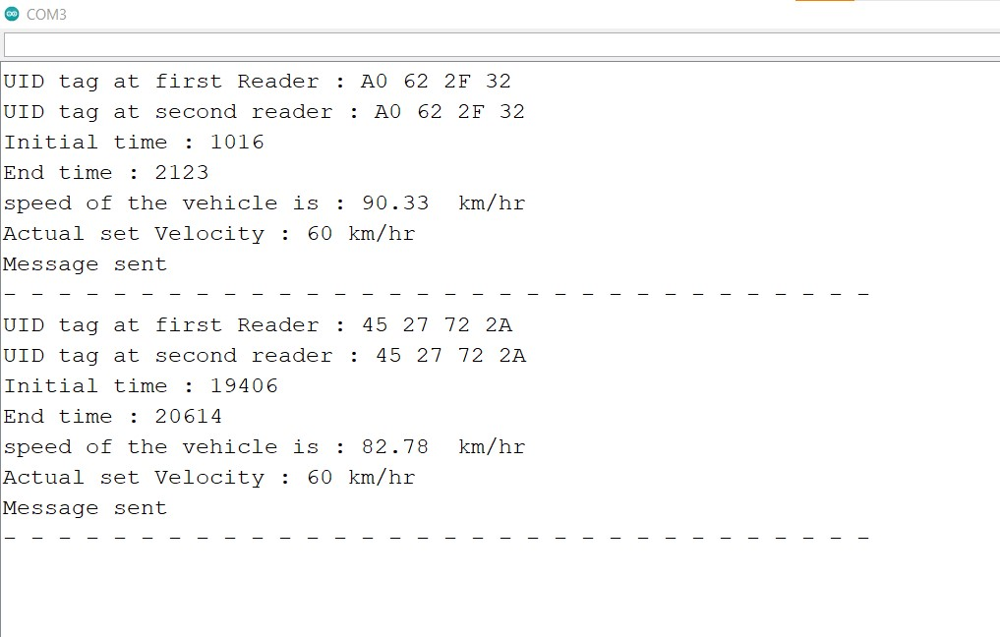 COM3
UID tag at first Reader : A0 62 2F 32
UID tag at second reader : A0 62 2F 32
Initial time : 1016
End time : 2123
speed of the vehicle is : 90.33  km/hr
Actual set Velocity : 60 km/hr
Message sent
- - - - - - - - - - - - - - - - - - - - - - - - - - - - - - - -
UID tag at first Reader : 45 27 72 2A
UID tag at second reader : 45 27 72 2A
Initial time : 19406
End time : 20614
speed of the vehicle is : 82.78  km/hr
Actual set Velocity : 60 km/hr
Message sent
- - - - - - - - - - - - - - - - - - - - - - - - - - - - - - - -